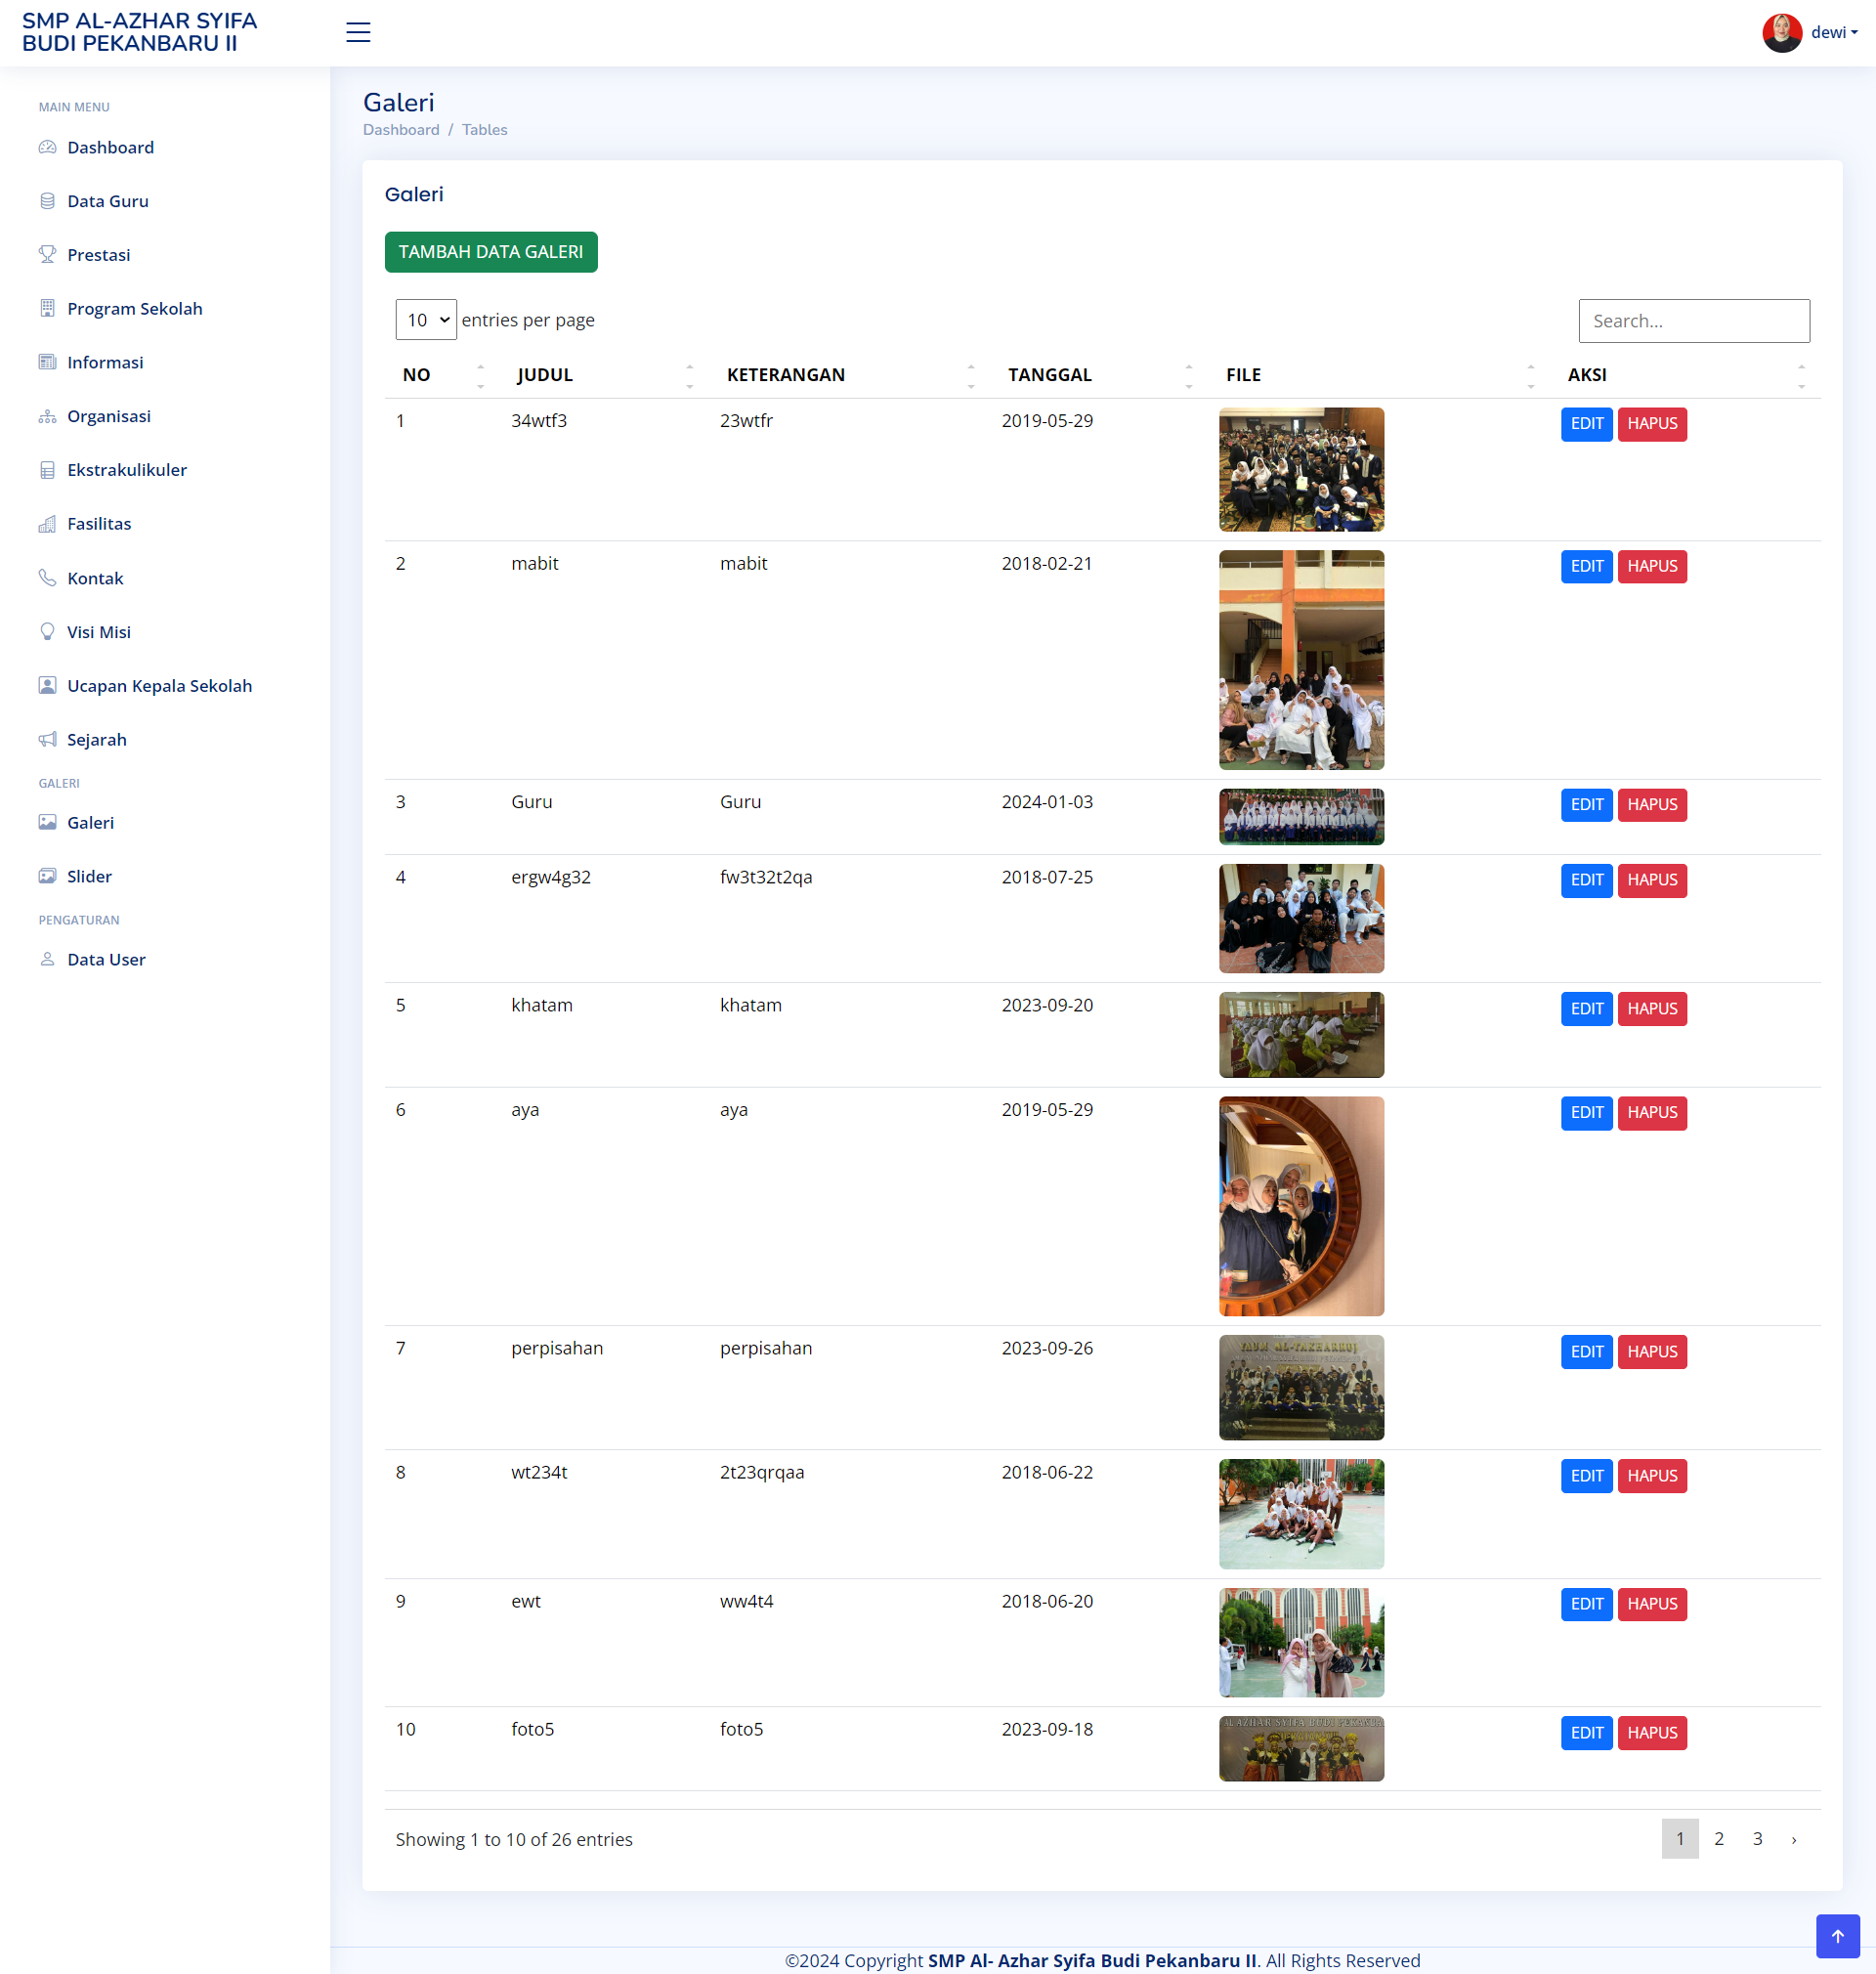 SMP AL-AZHAR SYIFA
BUDI PEKANBARU II
dewi
MAIN MENU
Dashboard
Data Guru
Prestasi
Program Sekolah
Informasi
Organisasi
Ekstrakulikuler
Fasilitas
Kontak
Visi Misi
Ucapan Kepala Sekolah
Sejarah
GALERI
Galeri
Slider
PENGATURAN
Data User
Galeri
Dashboard / Tables
Galeri
TAMBAH DATA GALERI
10 entries per page
Search...
NO JUDUL KETERANGAN TANGGAL FILE AKSI
1 34wtf3 23wtfr 2019-05-29 EDIT HAPUS
2 mabit mabit 2018-02-21 EDIT HAPUS
3 Guru Guru 2024-01-03 EDIT HAPUS
4 ergw4g32 fw3t32t2qa 2018-07-25 EDIT HAPUS
5 khatam khatam 2023-09-20 EDIT HAPUS
6 aya aya 2019-05-29 EDIT HAPUS
7 perpisahan perpisahan 2023-09-26 EDIT HAPUS
YAUM AL-TAKHARRUJ
8 wt234t 2t23qrqaa 2018-06-22 EDIT HAPUS
9 ewt ww4t4 2018-06-20 EDIT HAPUS
10 foto5 foto5 2023-09-18 EDIT HAPUS
AL AZHAR SYIFA BUDI PEKANBA
Showing 1 to 10 of 26 entries
1 2 3 ›
©2024 Copyright SMP Al- Azhar Syifa Budi Pekanbaru II. All Rights Reserved